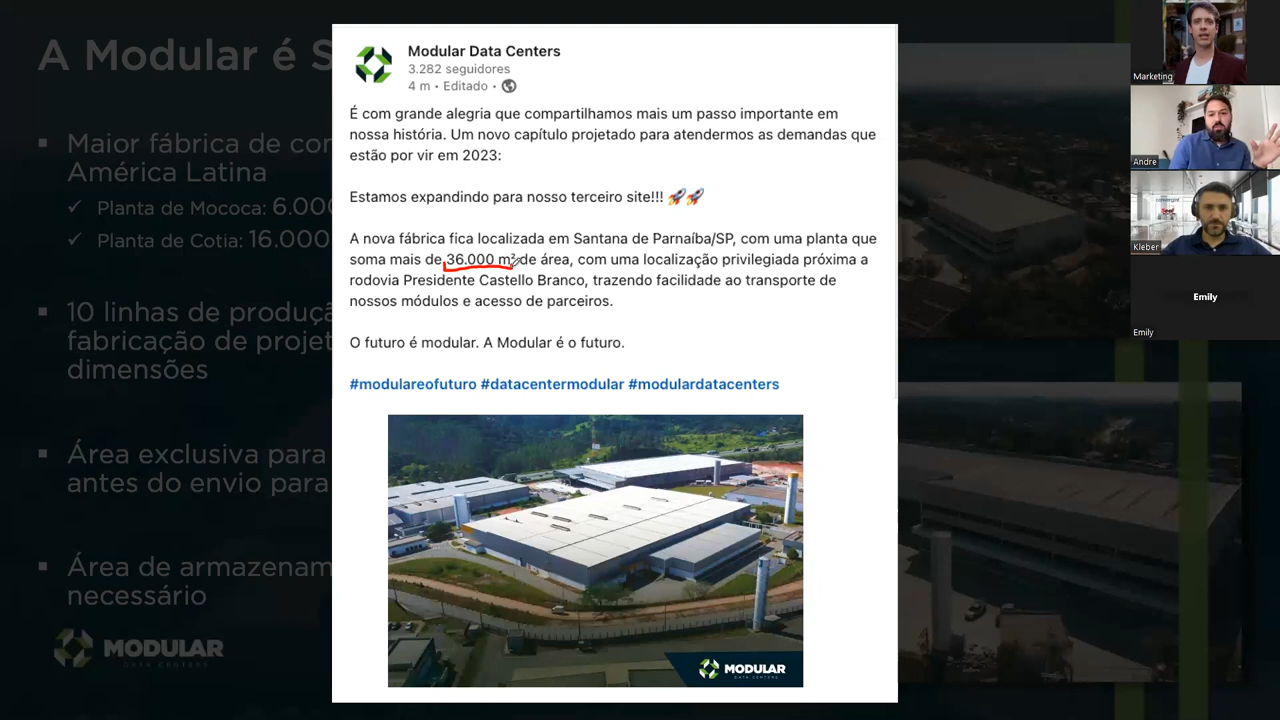 A Modular é S
Maior fábrica de con
América Latina
Planta de Mococa: 6.000
Planta de Cotia: 16.000
10 linhas de produçã
fabricação de projet
dimensões
Área exclusiva para
antes do envio para
Área de armazenam
necessário
MODULAR
DATA CENTERS
Modular Data Centers
3.282 seguidores
4 m • Editado •
É com grande alegria que compartilhamos mais um passo importante em
nossa história. Um novo capítulo projetado para atendermos as demandas que
estão por vir em 2023:
Estamos expandindo para nosso terceiro site!!! 🚀🚀
A nova fábrica fica localizada em Santana de Parnaíba/SP, com uma planta que
soma mais de 36.000 m² de área, com uma localização privilegiada próxima a
rodovia Presidente Castello Branco, trazendo facilidade ao transporte de
nossos módulos e acesso de parceiros.
O futuro é modular. A Modular é o futuro.
#modulareofuturo #datacentermodular #modulardatacenters
MODULAR
DATA CENTERS
Marketing
Andre
Kleber
Emily
Emily